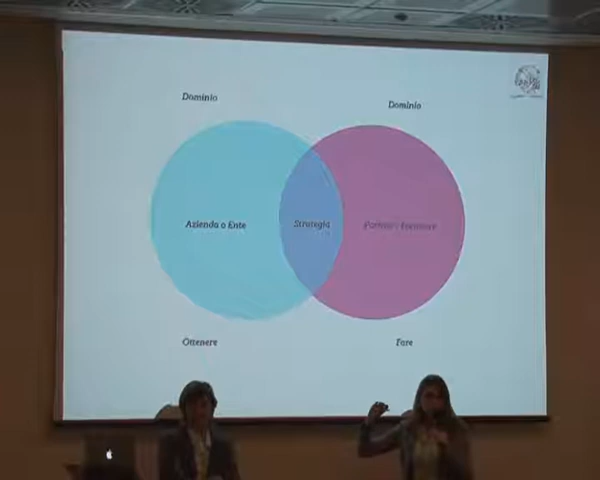 Dominio
Dominio
Azienda o Ente
Strategia
Ottenere
Fare